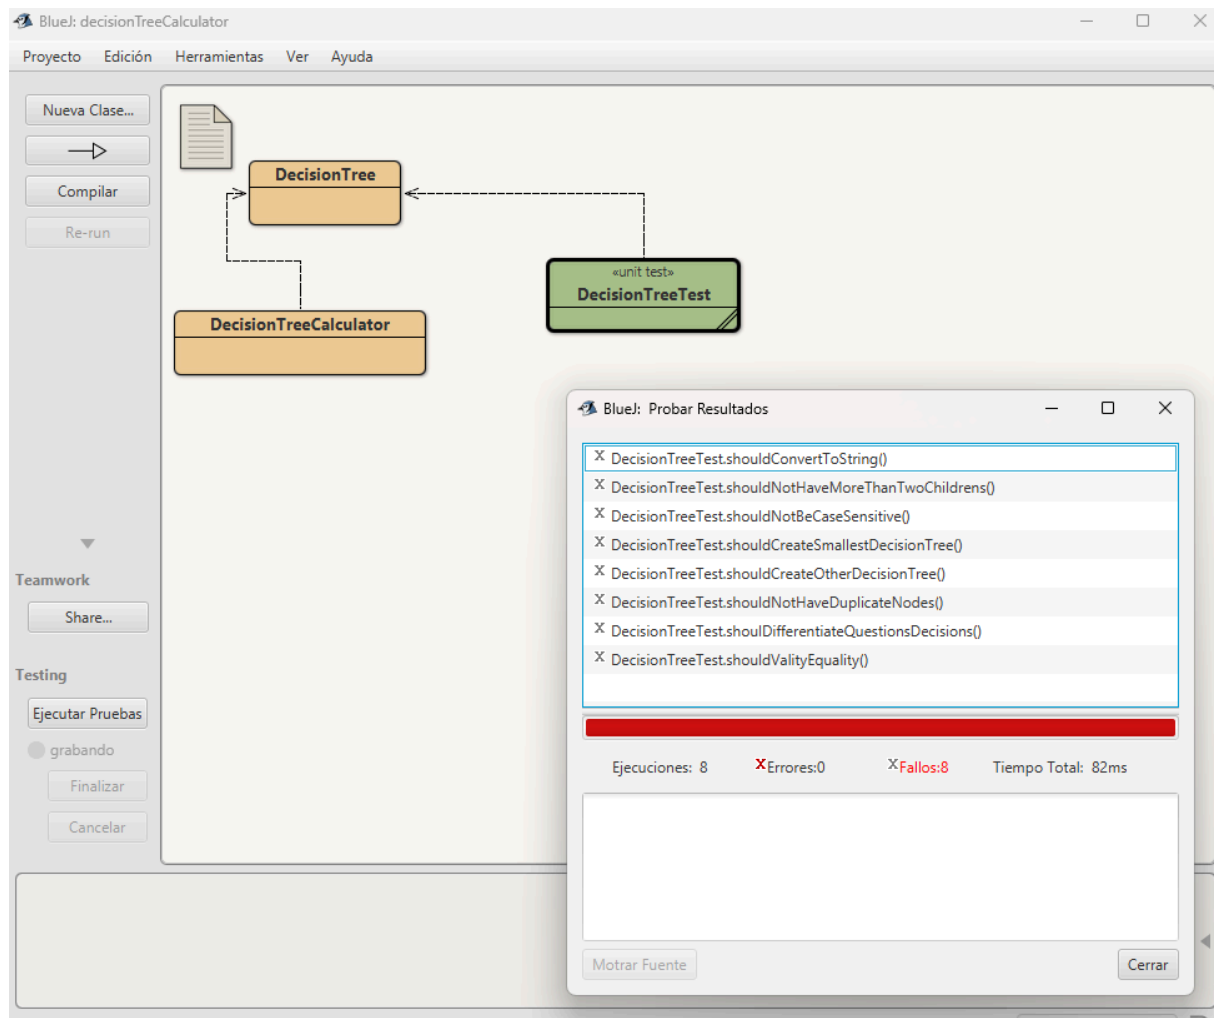 BlueJ: decisionTreeCalculator
Proyecto Edición Herramientas Ver Ayuda
Nueva Clase...
Compilar
Re-run
DecisionTree
«unit test»
DecisionTreeTest
DecisionTreeCalculator
Teamwork
Share...
Testing
Ejecutar Pruebas
grabando
Finalizar
Cancelar
BlueJ: Probar Resultados
X DecisionTreeTest.shouldConvertToString()
X DecisionTreeTest.shouldNotHaveMoreThanTwoChildrens()
X DecisionTreeTest.shouldNotBeCaseSensitive()
X DecisionTreeTest.shouldCreateSmallestDecisionTree()
X DecisionTreeTest.shouldCreateOtherDecisionTree()
X DecisionTreeTest.shouldNotHaveDuplicateNodes()
X DecisionTreeTest.shoulDifferentiateQuestionsDecisions()
X DecisionTreeTest.shouldValityEquality()
Ejecuciones: 8 XErrores:0 XFallos:8 Tiempo Total: 82ms
Motrar Fuente Cerrar